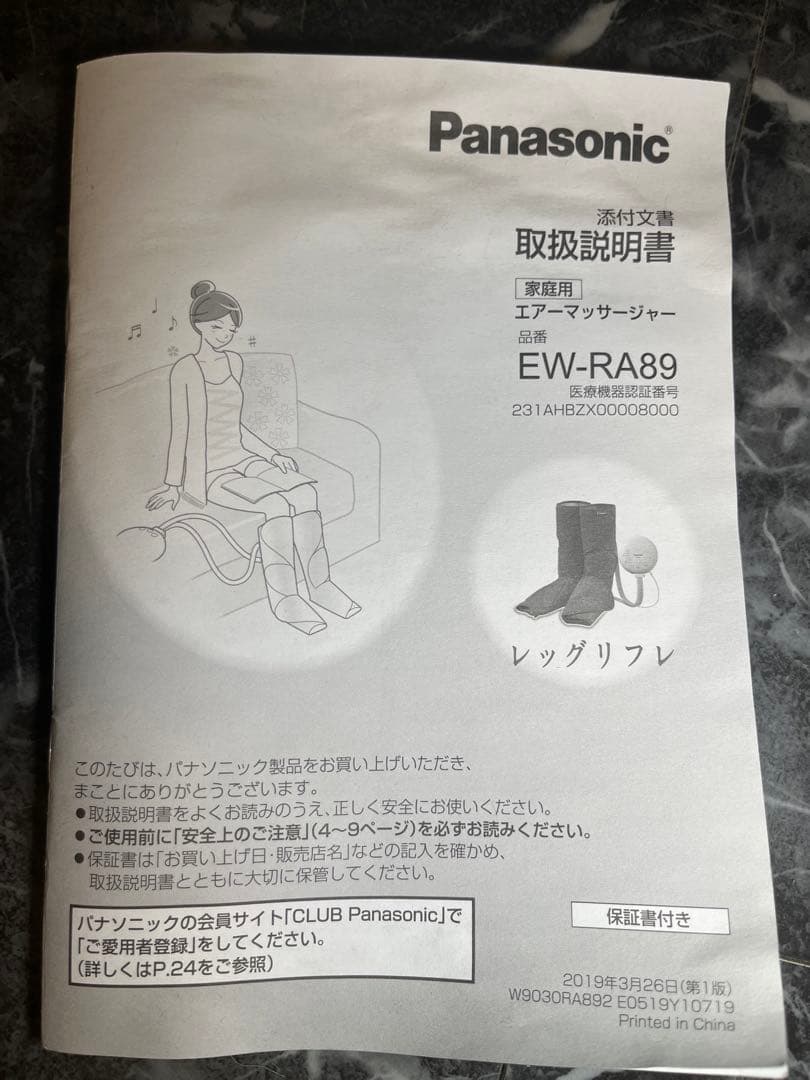 Panasonic®
添付文書
取扱説明書
家庭用
エアーマッサージャー
品番
EW-RA89
医療機器認証番号
231AHBZX00008000
レッグリフレ
このたびは、パナソニック製品をお買い上げいただき、
まことにありがとうございます。
●取扱説明書をよくお読みのうえ、正しく安全にお使いください。
●ご使用前に「安全上のご注意」(4〜9ページ)を必ずお読みください。
●保証書は「お買い上げ日・販売店名」などの記入を確かめ、
取扱説明書とともに大切に保管してください。
パナソニックの会員サイト「CLUB Panasonic」で
「ご愛用者登録」をしてください。
(詳しくはP.24をご参照)
保証書付き
2019年3月26日(第1版)
W9030RA892 E0519Y10719
Printed in China